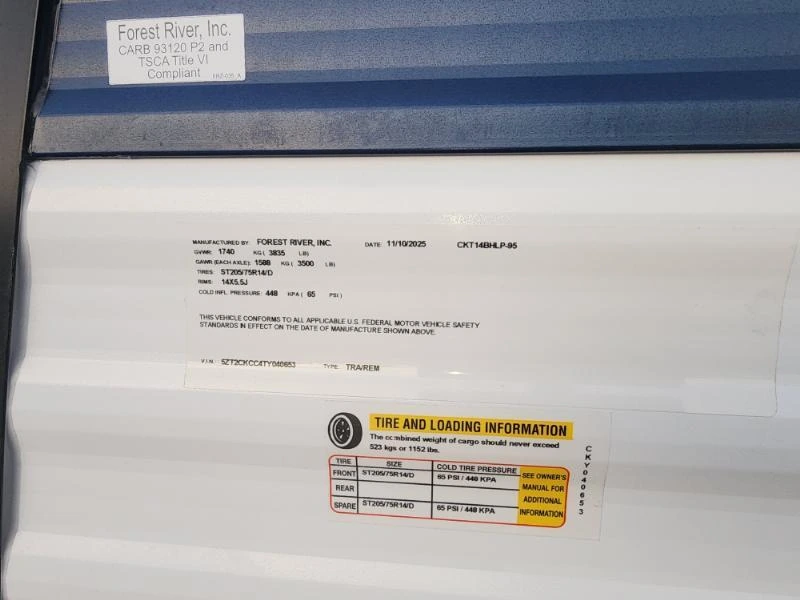 Forest River, Inc.
CARB 93120 P2 and
TSCA Title VI
Compliant
MANUFACTURED BY: FOREST RIVER, INC. DATE: 11/10/2025 CKT14BHLP-95
GVWR: 1740 KG ( 3835 LB)
GAWR (EACH AXLE): 1588 KG ( 3500 LB)
TIRES: ST205/75R14/D
RIMS: 14X5.5J
COLD INFL. PRESSURE: 448 KPA ( 65 PSI )
THIS VEHICLE CONFORMS TO ALL APPLICABLE U.S. FEDERAL MOTOR VEHICLE SAFETY
STANDARDS IN EFFECT ON THE DATE OF MANUFACTURE SHOWN ABOVE.
V.I.N. 5ZT2CKCC4TY040653 TYPE: TRA/REM
TIRE AND LOADING INFORMATION
The combined weight of cargo should never exceed
523 kgs or 1152 lbs.
TIRE SIZE COLD TIRE PRESSURE
FRONT ST205/75R14/D 65 PSI / 448 KPA
REAR
SPARE ST205/75R14/D 65 PSI / 448 KPA
SEE OWNER'S
MANUAL FOR
ADDITIONAL
INFORMATION
CKY040653